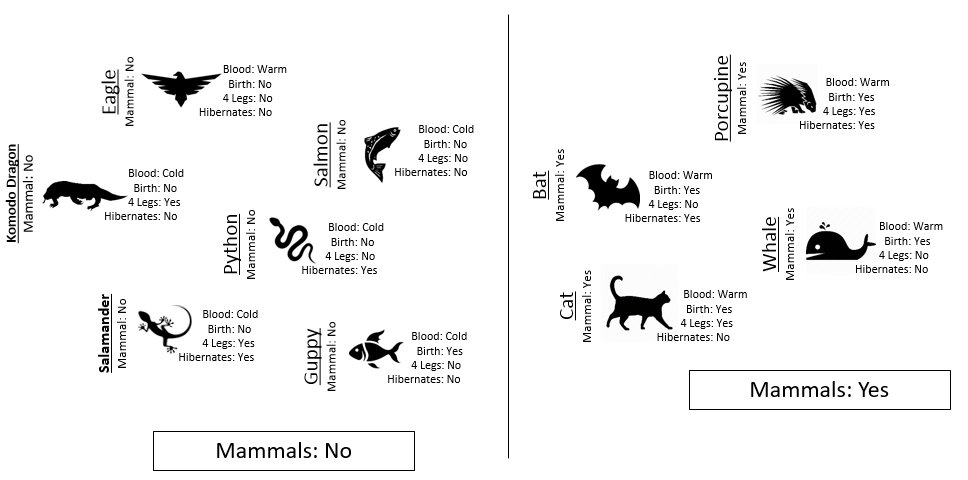 Eagle
Mammal: No
Blood: Warm
Birth: No
4 Legs: No
Hibernates: No
Salmon
Mammal: No
Blood: Cold
Birth: No
4 Legs: No
Hibernates: No
Komodo Dragon
Mammal: No
Blood: Cold
Birth: No
4 Legs: Yes
Hibernates: No
Python
Mammal: No
Blood: Cold
Birth: No
4 Legs: No
Hibernates: Yes
Salamander
Mammal: No
Blood: Cold
Birth: No
4 Legs: Yes
Hibernates: Yes
Guppy
Mammal: No
Blood: Cold
Birth: Yes
4 Legs: No
Hibernates: No
Mammals: No
Porcupine
Mammal: Yes
Blood: Warm
Birth: Yes
4 Legs: Yes
Hibernates: Yes
Bat
Mammal: Yes
Blood: Warm
Birth: Yes
4 Legs: No
Hibernates: Yes
Whale
Mammal: Yes
Blood: Warm
Birth: Yes
4 Legs: No
Hibernates: No
Cat
Mammal: Yes
Blood: Warm
Birth: Yes
4 Legs: Yes
Hibernates: No
Mammals: Yes